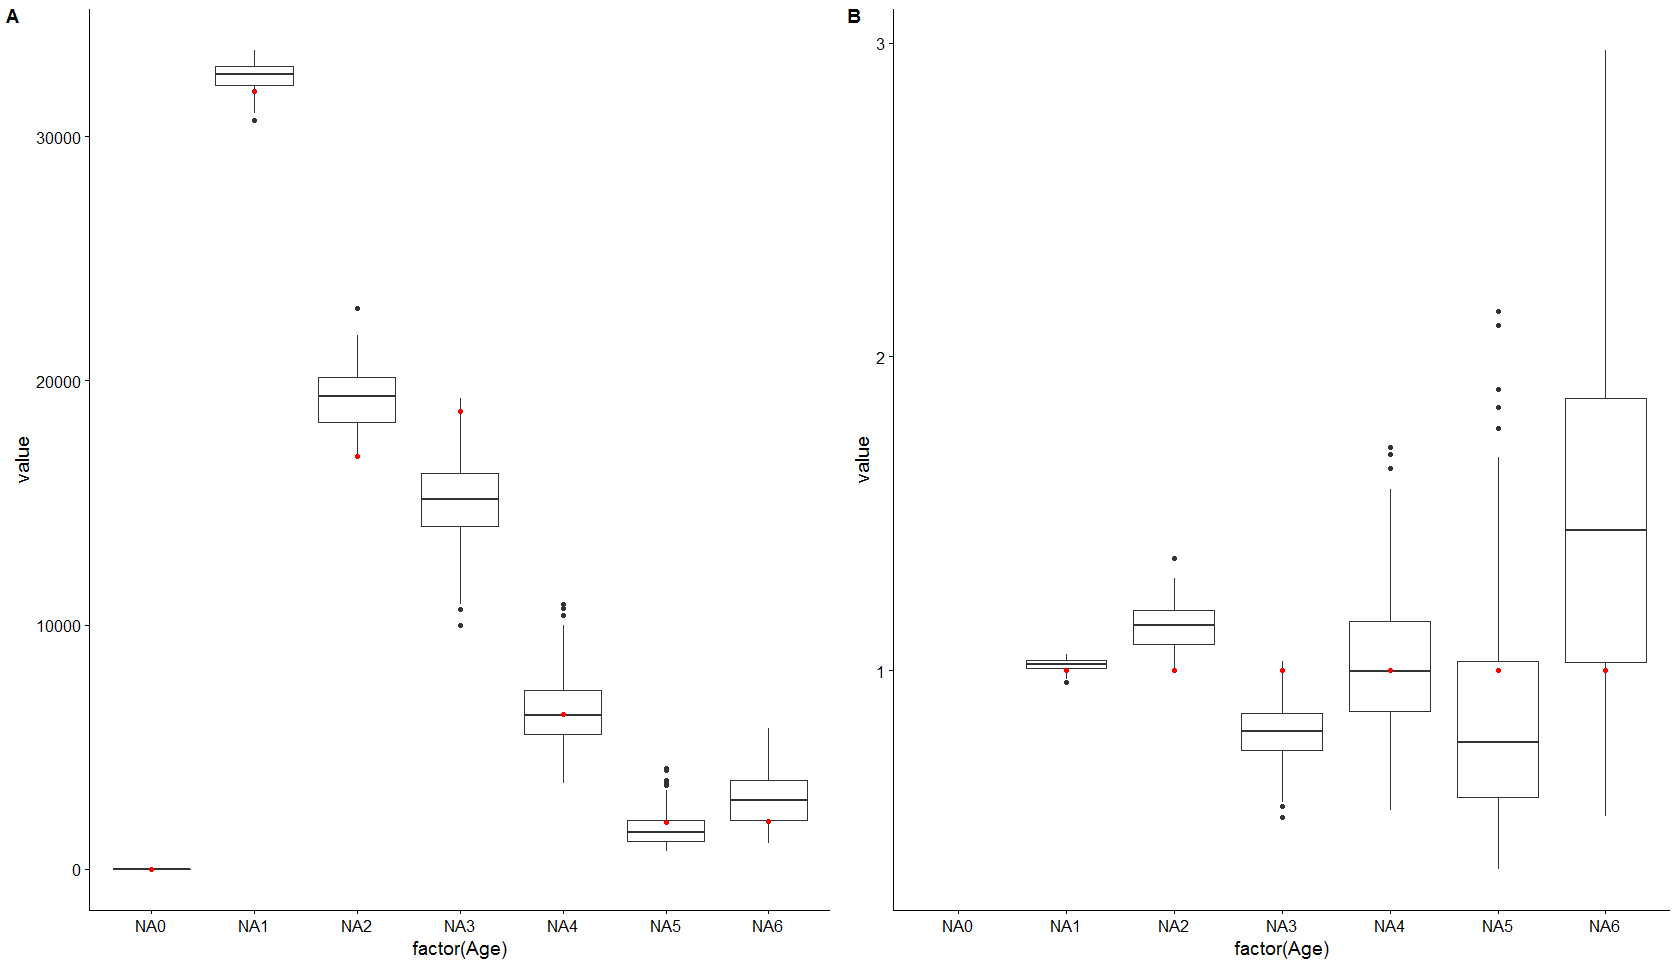 A
value
30000
20000
10000
0
NA0 NA1 NA2 NA3 NA4 NA5 NA6
factor(Age)
B
value
3
2
1
NA0 NA1 NA2 NA3 NA4 NA5 NA6
factor(Age)